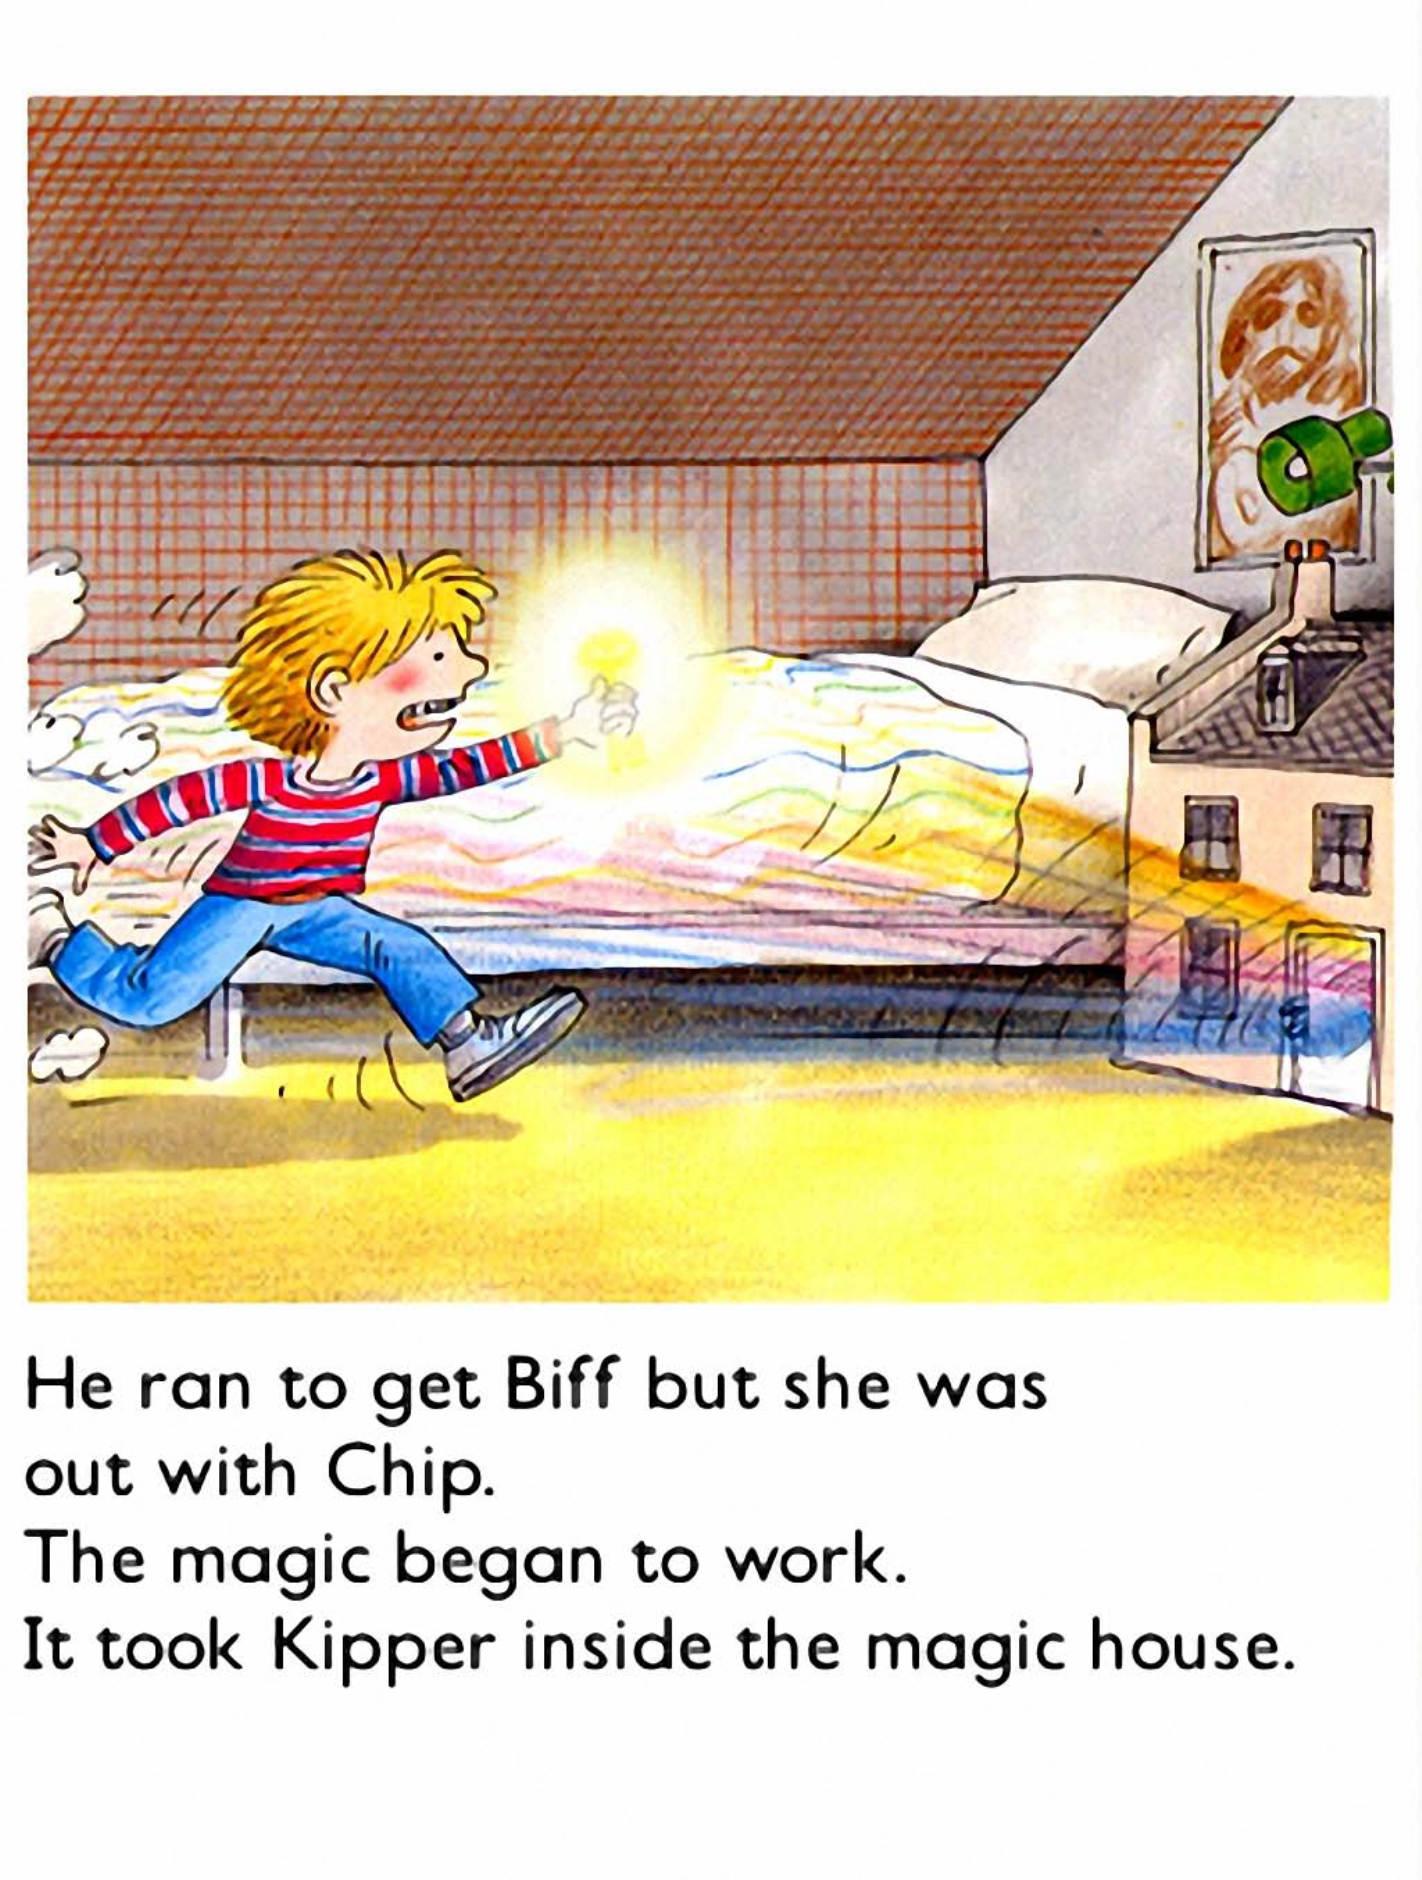 He ran to get Biff but she was
out with Chip.
The magic began to work.
It took Kipper inside the magic house.